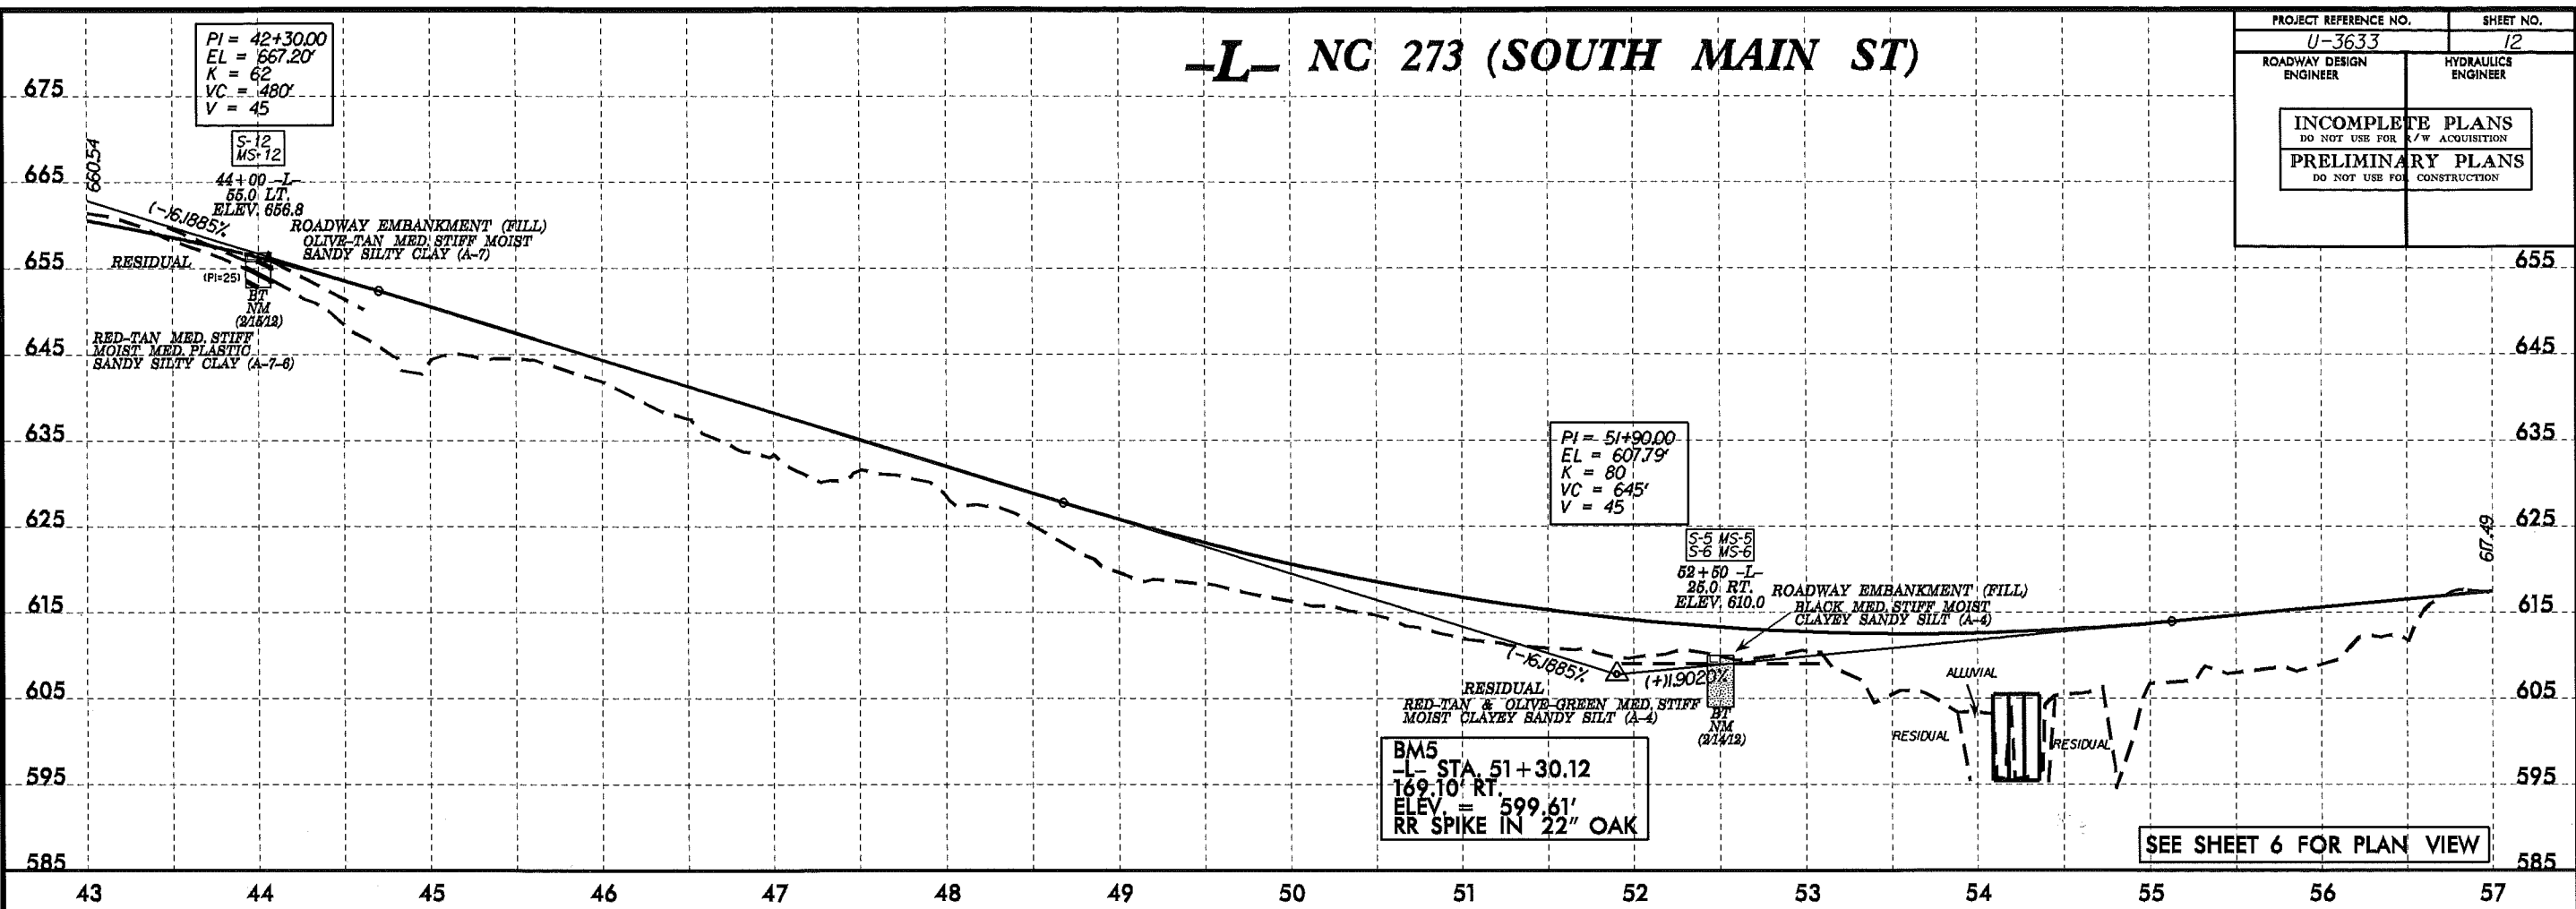 -L- NC 273 (SOUTH MAIN ST)
PROJECT REFERENCE NO.
SHEET NO.
U-3633
12
ROADWAY DESIGN
ENGINEER
HYDRAULICS
ENGINEER
INCOMPLETE PLANS
DO NOT USE FOR R/W ACQUISITION
PRELIMINARY PLANS
DO NOT USE FOR CONSTRUCTION
PI = 42+30.00
EL = 667.20'
K = 62
VC = 480'
V = 45
S-12
MS-12
44+00 -L-
55.0 LT.
ELEV. 656.8
660.54
(-)6.1885%
ROADWAY EMBANKMENT (FILL)
OLIVE-TAN MED. STIFF MOIST
SANDY SILTY CLAY (A-7)
RESIDUAL
(PI=25)
BT
NM
(2/15/12)
RED-TAN MED. STIFF
MOIST MED. PLASTIC
SANDY SILTY CLAY (A-7-6)
675
665
655
645
635
625
615
605
595
585
PI = 51+90.00
EL = 607.79'
K = 80
VC = 645'
V = 45
S-5 MS-5
S-6 MS-6
52+50 -L-
25.0 RT.
ELEV. 610.0
ROADWAY EMBANKMENT (FILL)
BLACK MED. STIFF MOIST
CLAYEY SANDY SILT (A-4)
617.49
(-)6.1885%
(+)1.9020%
RESIDUAL
RED-TAN & OLIVE-GREEN MED. STIFF
MOIST CLAYEY SANDY SILT (A-4)
BT
NM
(2/14/12)
ALLUVIAL
RESIDUAL
RESIDUAL
BM5
-L- STA. 51+30.12
169.10' RT.
ELEV. = 599.61'
RR SPIKE IN 22" OAK
SEE SHEET 6 FOR PLAN VIEW
655
645
635
625
615
605
595
585
43 44 45 46 47 48 49 50 51 52 53 54 55 56 57